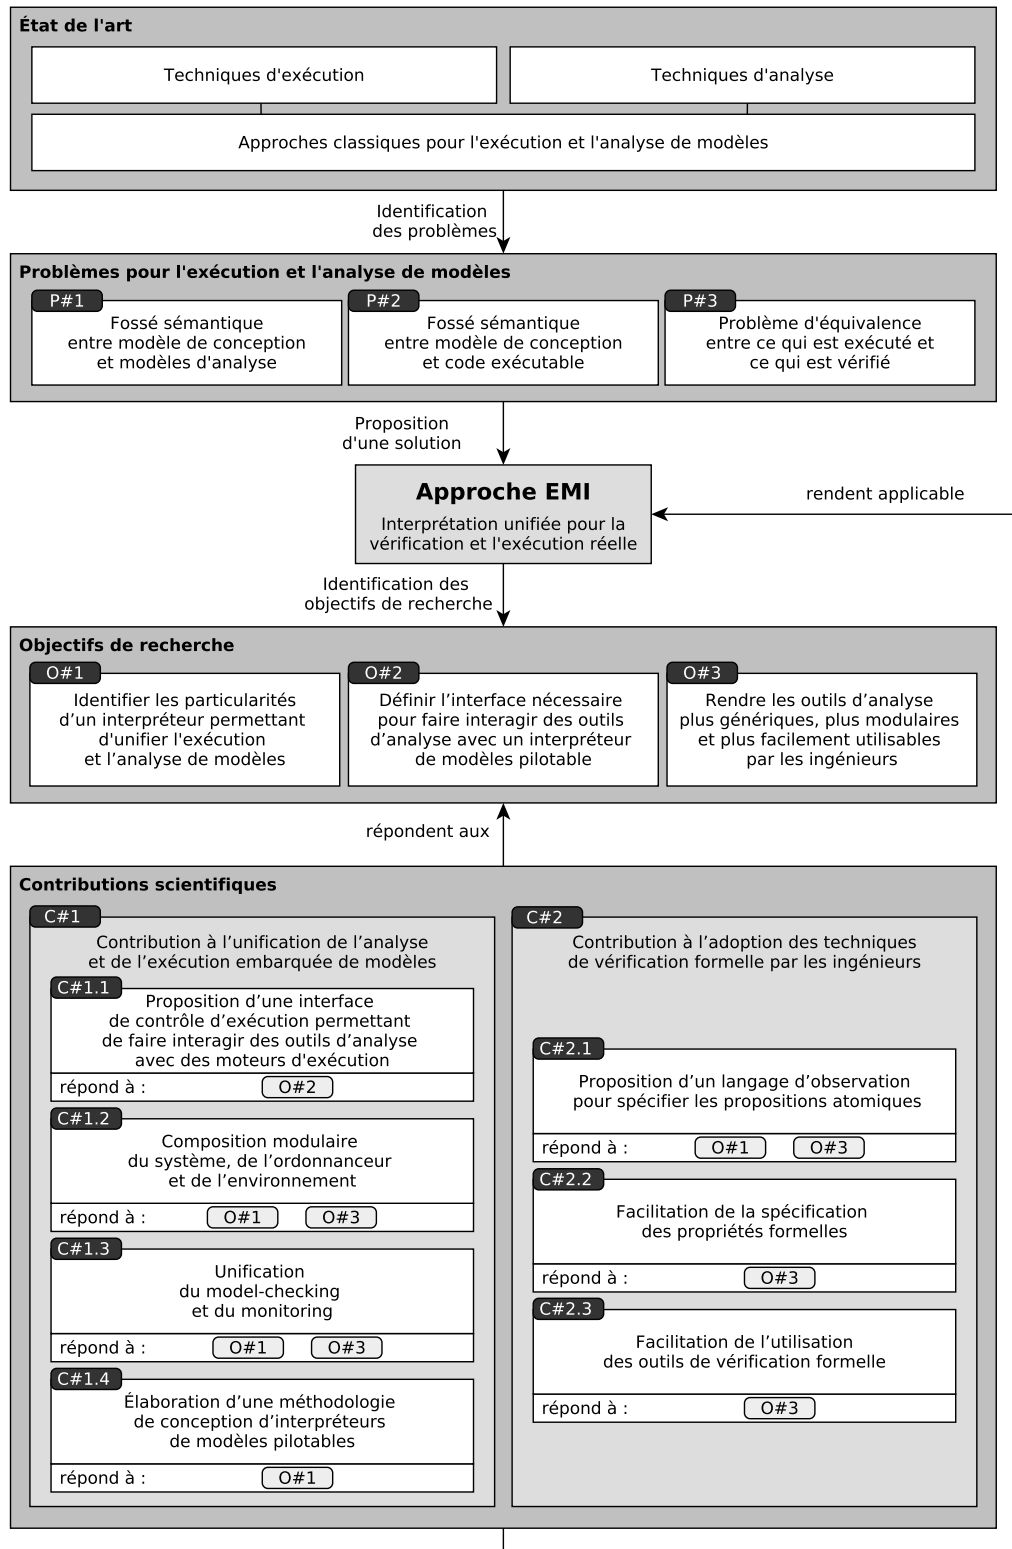 État de l'art
Techniques d'exécution
Techniques d'analyse
Approches classiques pour l'exécution et l'analyse de modèles
Identification
des problèmes
Problèmes pour l'exécution et l'analyse de modèles
P#1
Fossé sémantique
entre modèle de conception
et modèles d'analyse
P#2
Fossé sémantique
entre modèle de conception
et code exécutable
P#3
Problème d'équivalence
entre ce qui est exécuté et
ce qui est vérifié
Proposition
d'une solution
Approche EMI
Interprétation unifiée pour la
vérification et l'exécution réelle
rendent applicable
Identification des
objectifs de recherche
Objectifs de recherche
O#1
Identifier les particularités
d’un interpréteur permettant
d'unifier l'exécution
et l’analyse de modèles
O#2
Définir l’interface nécessaire
pour faire interagir des outils
d’analyse avec un interpréteur
de modèles pilotable
O#3
Rendre les outils d’analyse
plus génériques, plus modulaires
et plus facilement utilisables
par les ingénieurs
répondent aux
Contributions scientifiques
C#1
Contribution à l’unification de l’analyse
et de l’exécution embarquée de modèles
C#1.1
Proposition d’une interface
de contrôle d’exécution permettant
de faire interagir des outils d’analyse
avec des moteurs d'exécution
répond à : O#2
C#1.2
Composition modulaire
du système, de l’ordonnanceur
et de l’environnement
répond à : O#1 O#3
C#1.3
Unification
du model-checking
et du monitoring
répond à : O#1 O#3
C#1.4
Élaboration d’une méthodologie
de conception d’interpréteurs
de modèles pilotables
répond à : O#1
C#2
Contribution à l’adoption des techniques
de vérification formelle par les ingénieurs
C#2.1
Proposition d’un langage d’observation
pour spécifier les propositions atomiques
répond à : O#1 O#3
C#2.2
Facilitation de la spécification
des propriétés formelles
répond à : O#3
C#2.3
Facilitation de l’utilisation
des outils de vérification formelle
répond à : O#3